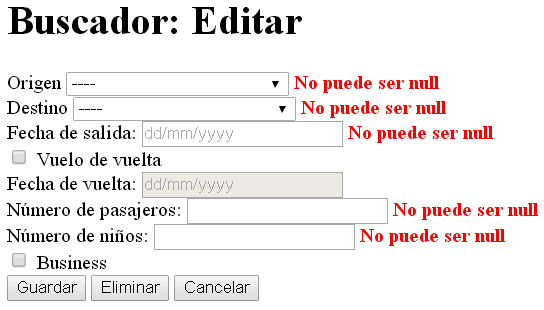 Buscador: Editar
Origen ---- No puede ser null
Destino ---- No puede ser null
Fecha de salida: dd/mm/yyyy No puede ser null
Vuelo de vuelta
Fecha de vuelta: dd/mm/yyyy
Número de pasajeros: No puede ser null
Número de niños: No puede ser null
Business
Guardar Eliminar Cancelar